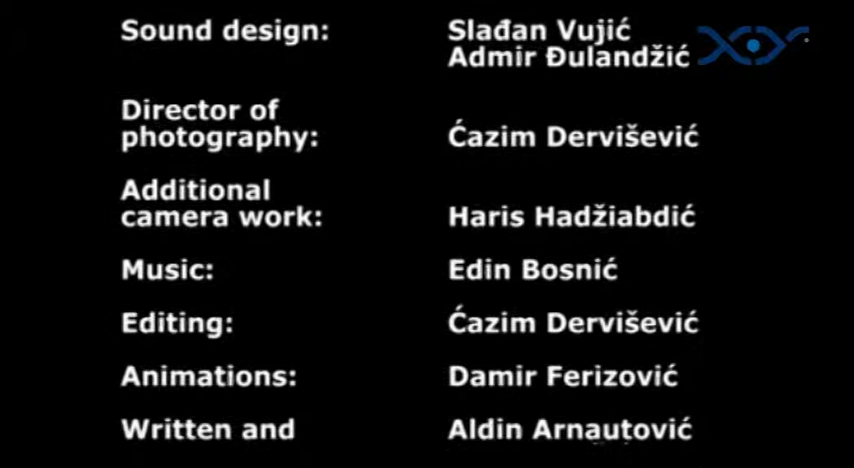 Sound design: Slađan Vujić
Admir Đulandžić
Director of
photography: Ćazim Dervišević
Additional
camera work: Haris Hadžiabdić
Music: Edin Bosnić
Editing: Ćazim Dervišević
Animations: Damir Ferizović
Written and Aldin Arnautović